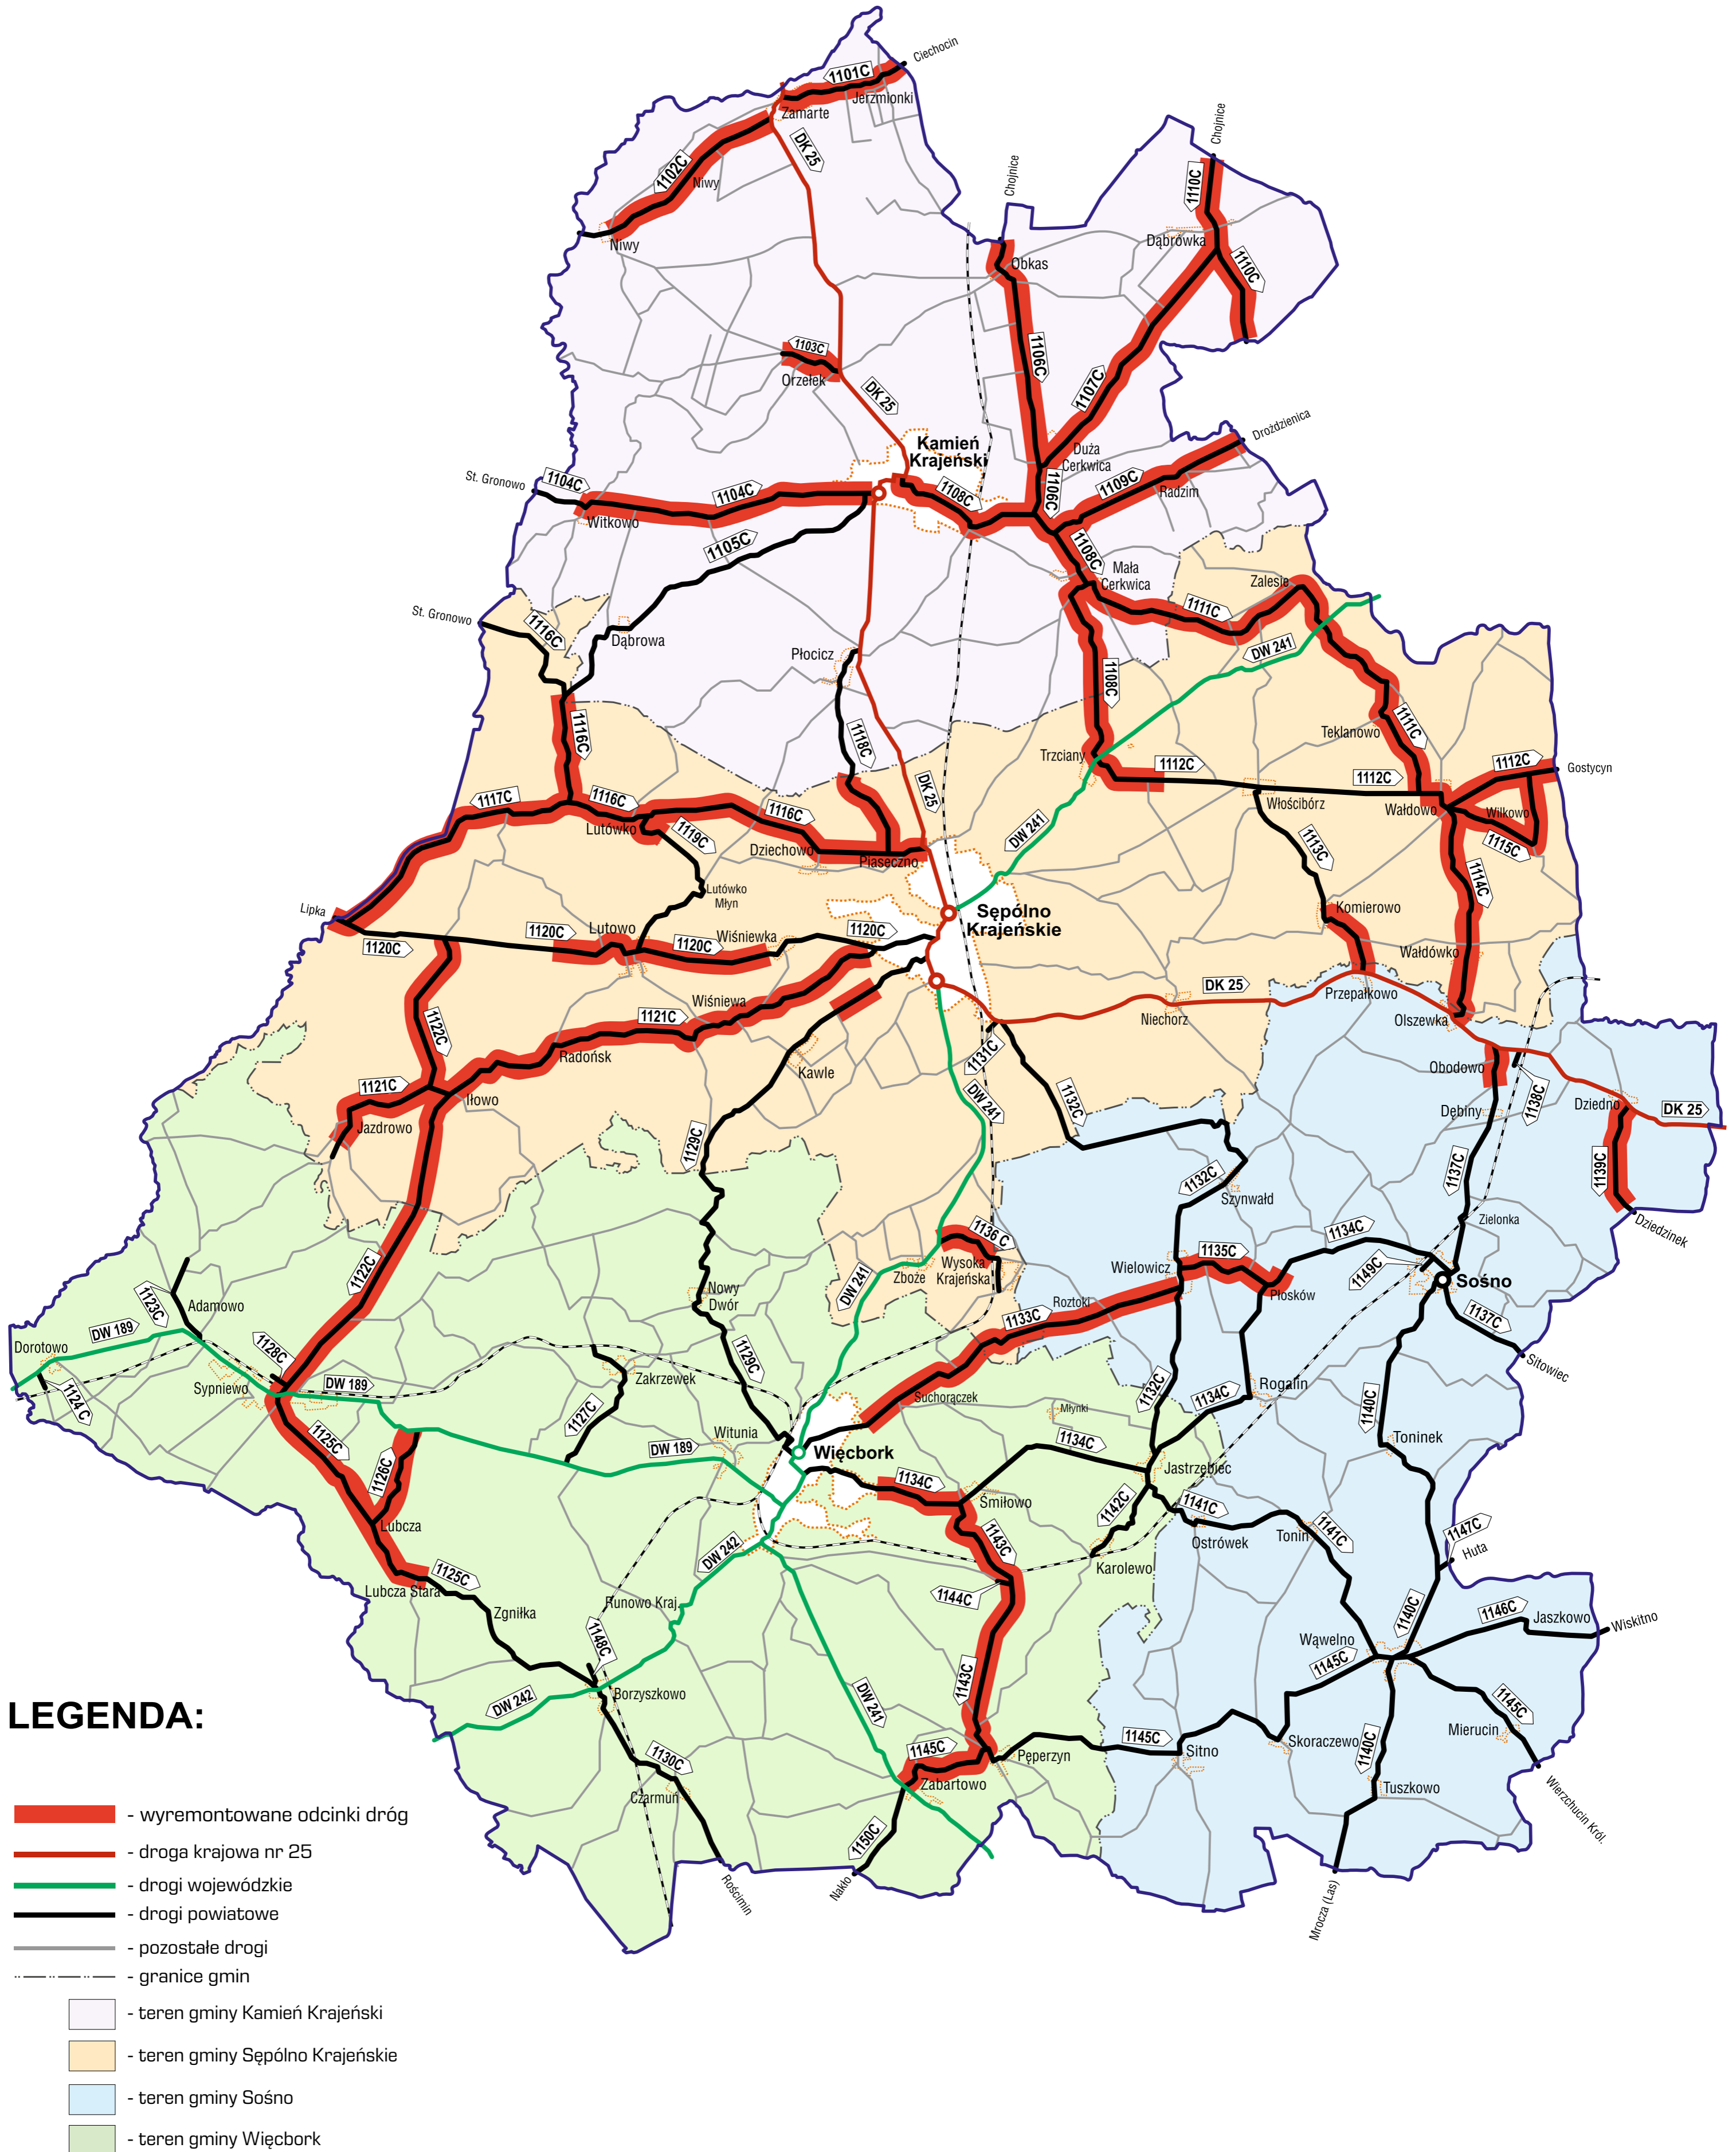 Ciechocin
1101C
Jerzmionki
Zamarte
DK 25
1102C
Niwy
Niwy
Chojnice
Chojnice
1110C
Dąbrówka
1110C
Obkas
1103C
Orzełek
1106C
1107C
DK 25
Kamień
Krajeński
Duża
Cerkwica
Drożdzienica
St. Gronowo
1104C
1104C
1108C
1106C
1109C
Radzim
Witkowo
1105C
1108C
Mała
Cerkwica
Zalesie
St. Gronowo
1116C
Dąbrowa
1111C
DW 241
Płocicz
1108C
1116C
1118C
Teklanowo
1111C
Trzciany
DK 25
1112C
1112C
1112C
Gostycyn
1117C
1116C
1116C
Włościbórz
Wałdowo
Wilkowo
Lutówko
1119C
Dziechowo
Piaseczno
DW 241
1113C
1115C
1114C
Lutówko
Młyn
Lipka
Sępólno
Krajeńskie
Komierowo
1120C
1120C
Lutowo
1120C
Wiśniewka
1120C
Wałdówko
1122C
Wiśniewa
1121C
DK 25
Niechorz
Przepałkowo
Olszewka
Radońsk
1131C
Kawle
Obodowo
1138C
1121C
Iłowo
Jazdrowo
DW 241
1132C
Dębiny
Dziedno
DK 25
1129C
1137C
1139C
1132C
Szynwałd
Zielonka
Dziedzinek
1136 C
1134C
1122C
Zboże
Wysoka
Krajeńska
Wielowicz
1135C
Płosków
1149C
Sośno
1123C
Adamowo
DW 241
Nowy
Dwór
Roztoki
1133C
1137C
Sitowiec
DW 189
Dorotowo
1128C
1129C
1124 C
Sypniewo
DW 189
Zakrzewek
1127C
Suchorączek
1132C
Rogalin
1134C
1140C
Młynki
1125C
Witunia
DW 189
Więcbork
1134C
Toninek
1126C
1134C
Śmiłowo
Jastrzębiec
1142C
1141C
Lubcza
Ostrówek
Tonin
1141C
1147C
Huta
DW 242
1143C
Karolewo
1125C
Lubcza Stara
1144C
Zgniłka
Runowo Kraj.
1140C
1146C
Jaszkowo
Wiskitno
1148C
Wąwelno
1145C
1143C
Borzyszkowo
DW 242
DW 241
1145C
Mierucin
LEGENDA:
1145C
Pęperzyn
1145C
Sitno
Skoraczewo
1140C
1130C
Czarmuń
Zabartowo
Tuszkowo
Wierzchucin Król.
1150C
Rościmin
Nakło
Mrocza (Las)
- wyremontowane odcinki dróg
- droga krajowa nr 25
- drogi wojewódzkie
- drogi powiatowe
- pozostałe drogi
- granice gmin
- teren gminy Kamień Krajeński
- teren gminy Sępólno Krajeńskie
- teren gminy Sośno
- teren gminy Więcbork